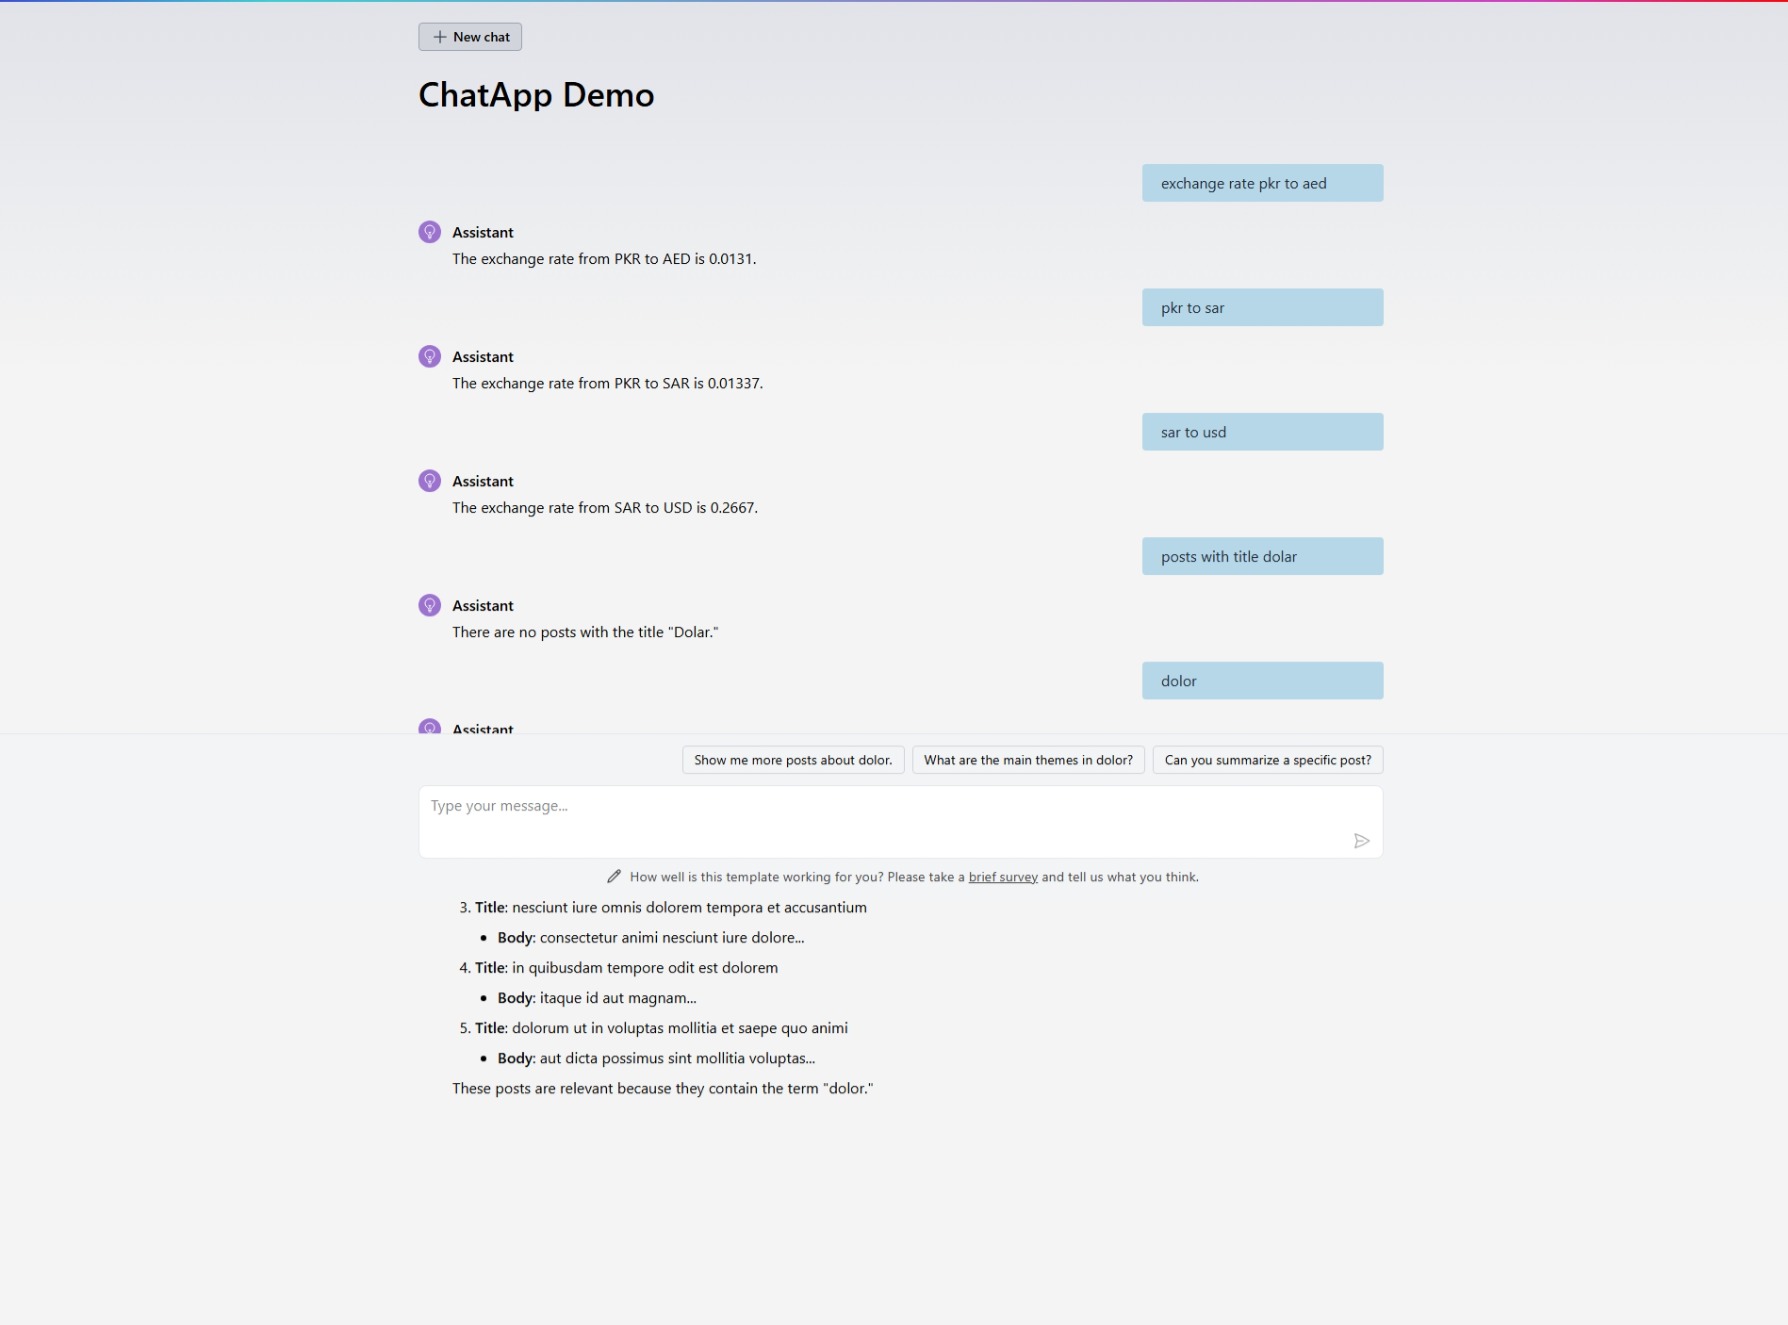 New chat
ChatApp Demo
exchange rate pkr to aed
Assistant
The exchange rate from PKR to AED is 0.0131.
pkr to sar
Assistant
The exchange rate from PKR to SAR is 0.01337.
sar to usd
Assistant
The exchange rate from SAR to USD is 0.2667.
posts with title dolar
Assistant
There are no posts with the title "Dolar."
dolor
Assistant
Show me more posts about dolor. What are the main themes in dolor? Can you summarize a specific post?
Type your message...
How well is this template working for you? Please take a brief survey and tell us what you think.
3. Title: nesciunt iure omnis dolorem tempora et accusantium
• Body: consectetur animi nesciunt iure dolore...
4. Title: in quibusdam tempore odit est dolorem
• Body: itaque id aut magnam...
5. Title: dolorum ut in voluptas mollitia et saepe quo animi
• Body: aut dicta possimus sint mollitia voluptas...
These posts are relevant because they contain the term "dolor."